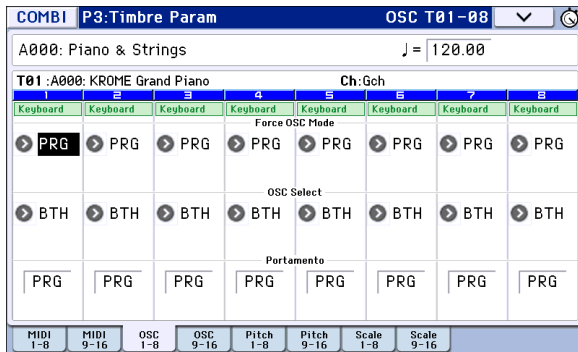 COMBI P3:Timbre Param OSC T01-08
A000: Piano & Strings ♩= 120.00
T01 :A000: KROME Grand Piano Ch:Gch
1 2 3 4 5 6 7 8
Keyboard Keyboard Keyboard Keyboard Keyboard Keyboard Keyboard Keyboard
Force OSC Mode
PRG PRG PRG PRG PRG PRG PRG PRG
OSC Select
BTH BTH BTH BTH BTH BTH BTH BTH
Portamento
PRG PRG PRG PRG PRG PRG PRG PRG
MIDI 1-8 MIDI 9-16 OSC 1-8 OSC 9-16 Pitch 1-8 Pitch 9-16 Scale 1-8 Scale 9-16